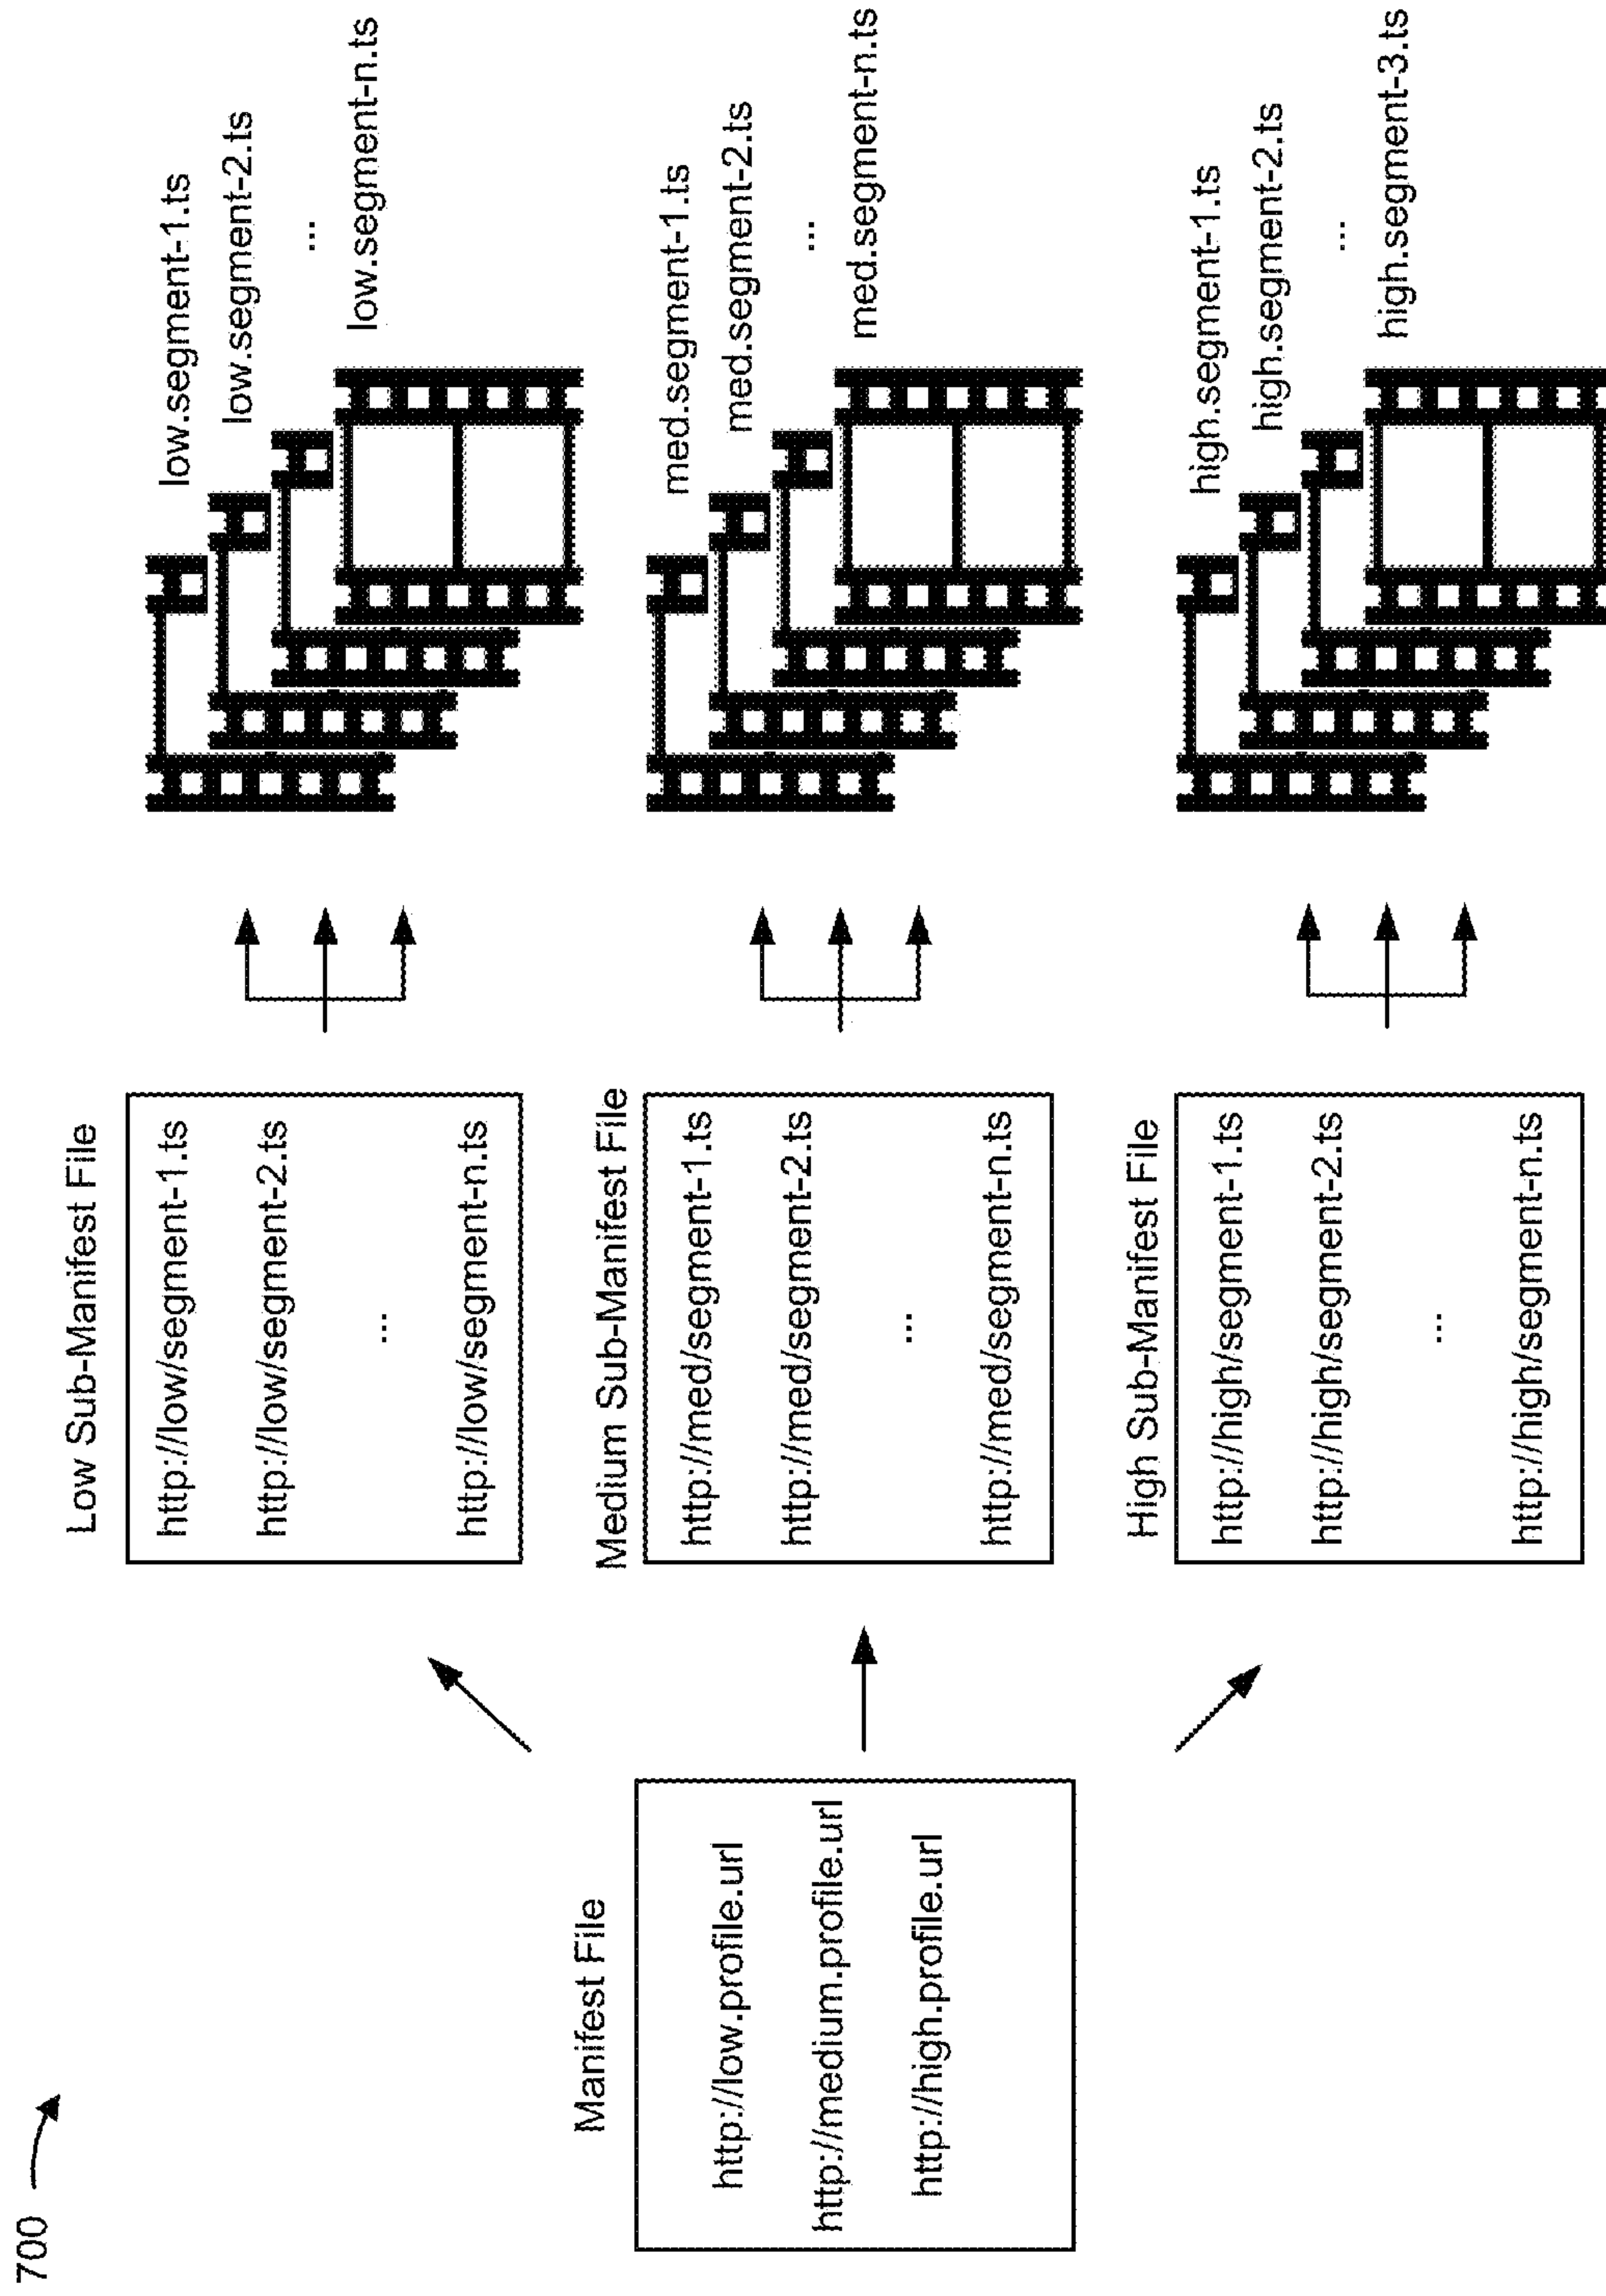 700
Manifest File
http://low.profile.url
http://medium.profile.url
http://high.profile.url
Low Sub-Manifest File
http://low/segment-1.ts
http://low/segment-2.ts
...
http://low/segment-n.ts
low.segment-1.ts
low.segment-2.ts
...
low.segment-n.ts
Medium Sub-Manifest File
http://med/segment-1.ts
http://med/segment-2.ts
...
http://med/segment-n.ts
med.segment-1.ts
med.segment-2.ts
...
med.segment-n.ts
High Sub-Manifest File
http://high/segment-1.ts
http://high/segment-2.ts
...
http://high/segment-n.ts
high.segment-1.ts
high.segment-2.ts
...
high.segment-3.ts